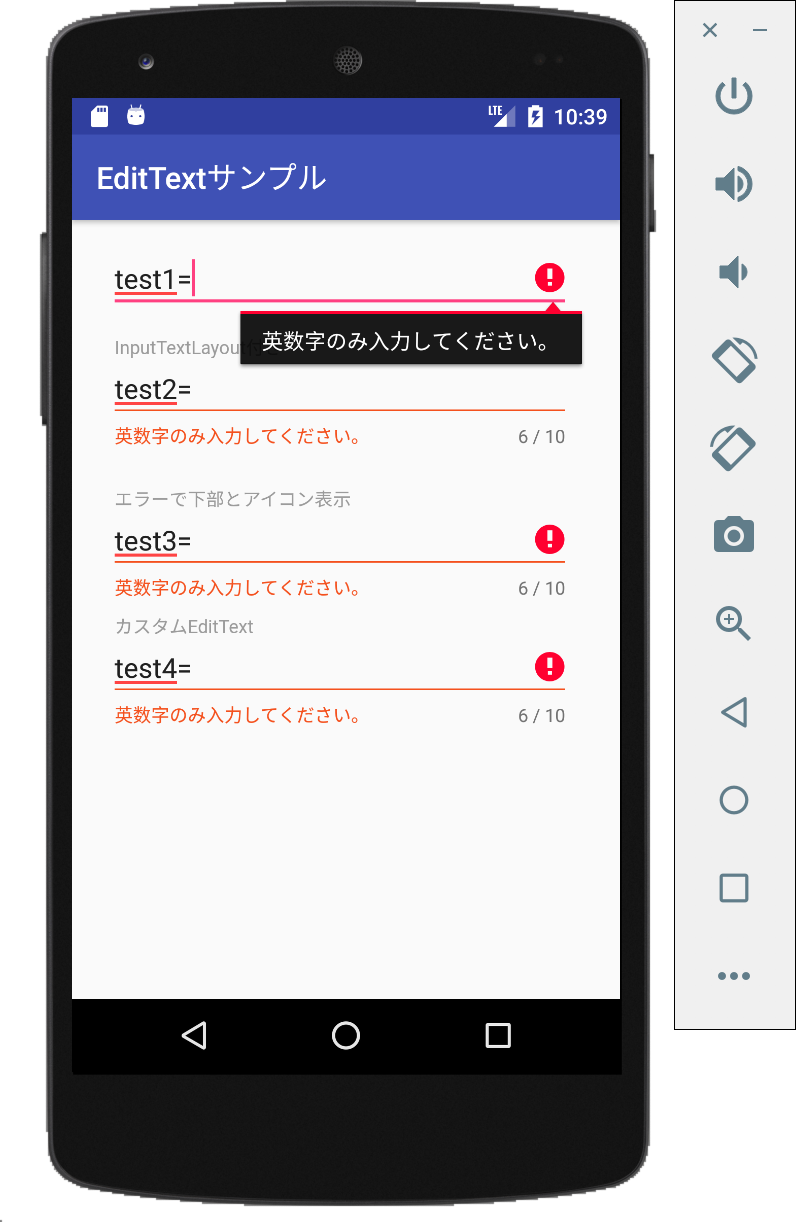 LTE 10:39
EditTextサンプル
test1=
英数字のみ入力してください。
InputTextLayout
test2=
英数字のみ入力してください。 6 / 10
エラーで下部とアイコン表示
test3=
英数字のみ入力してください。 6 / 10
カスタムEditText
test4=
英数字のみ入力してください。 6 / 10